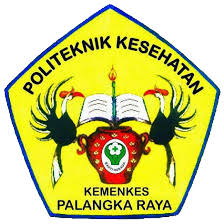 POLITEKNIK KESEHATAN
KEMENKES
PALANGKA RAYA